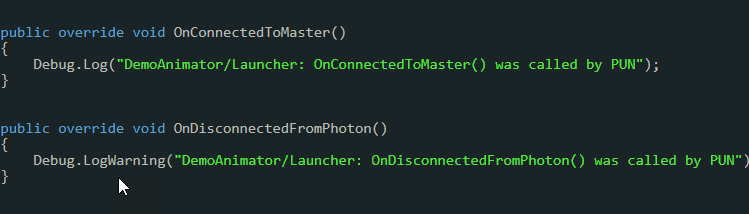 public override void OnConnectedToMaster()
{
    Debug.Log("DemoAnimator/Launcher: OnConnectedToMaster() was called by PUN");
}
public override void OnDisconnectedFromPhoton()
{
    Debug.LogWarning("DemoAnimator/Launcher: OnDisconnectedFromPhoton() was called by PUN")
}